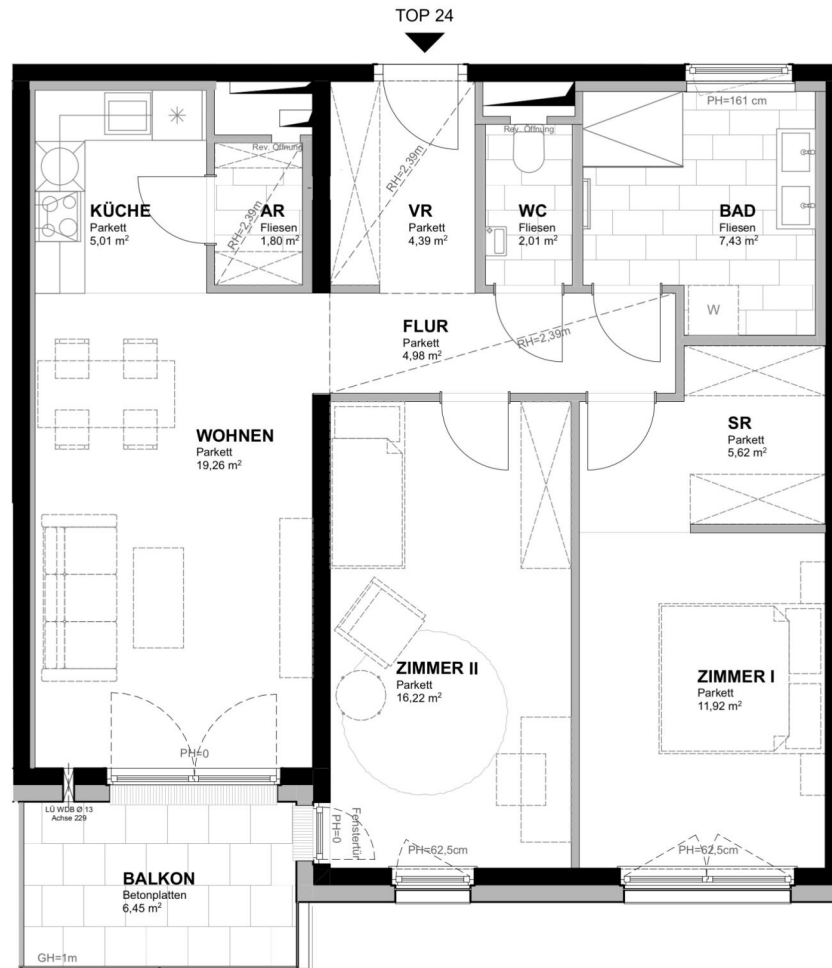 TOP 24
PH=161 cm
Rev. Öffnung
Rev. Öffnung
RH=2,39m
RH=2,39m
KÜCHE
Parkett
5,01 m²
AR
Fliesen
1,80 m²
VR
Parkett
4,39 m²
WC
Fliesen
2,01 m²
BAD
Fliesen
7,43 m²
W
FLUR
Parkett
4,98 m²
RH=2,39m
WOHNEN
Parkett
19,26 m²
SR
Parkett
5,62 m²
ZIMMER II
Parkett
16,22 m²
ZIMMER I
Parkett
11,92 m²
PH=0
LÜ WDB Ø 13
Achse 229
Fenstertür
PH=0
PH=62,5cm
PH=62,5cm
BALKON
Betonplatten
6,45 m²
GH=1m